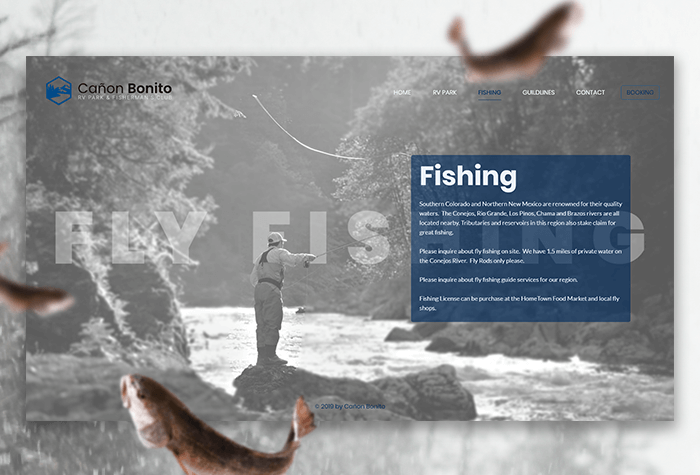 Cañon Bonito
RV PARK & FISHERMAN'S CLUB
HOME RV PARK FISHING GUILDLINES CONTACT BOOKING
FLY FISHING
Fishing
Southern Colorado and Northern New Mexico are renowned for their quality
waters. The Conejos, Rio Grande, Los Pinos, Chama and Brazos rivers are all
located nearby. Tributaries and reservoirs in this region also stake claim for
great fishing.
Please inquire about fly fishing on site. We have 1.5 miles of private water on
the Conejos River. Fly Rods only please.
Please inquire about fly fishing guide services for our region.
Fishing License can be purchase at the HomeTown Food Market and local fly
shops.
© 2019 by Cañon Bonito